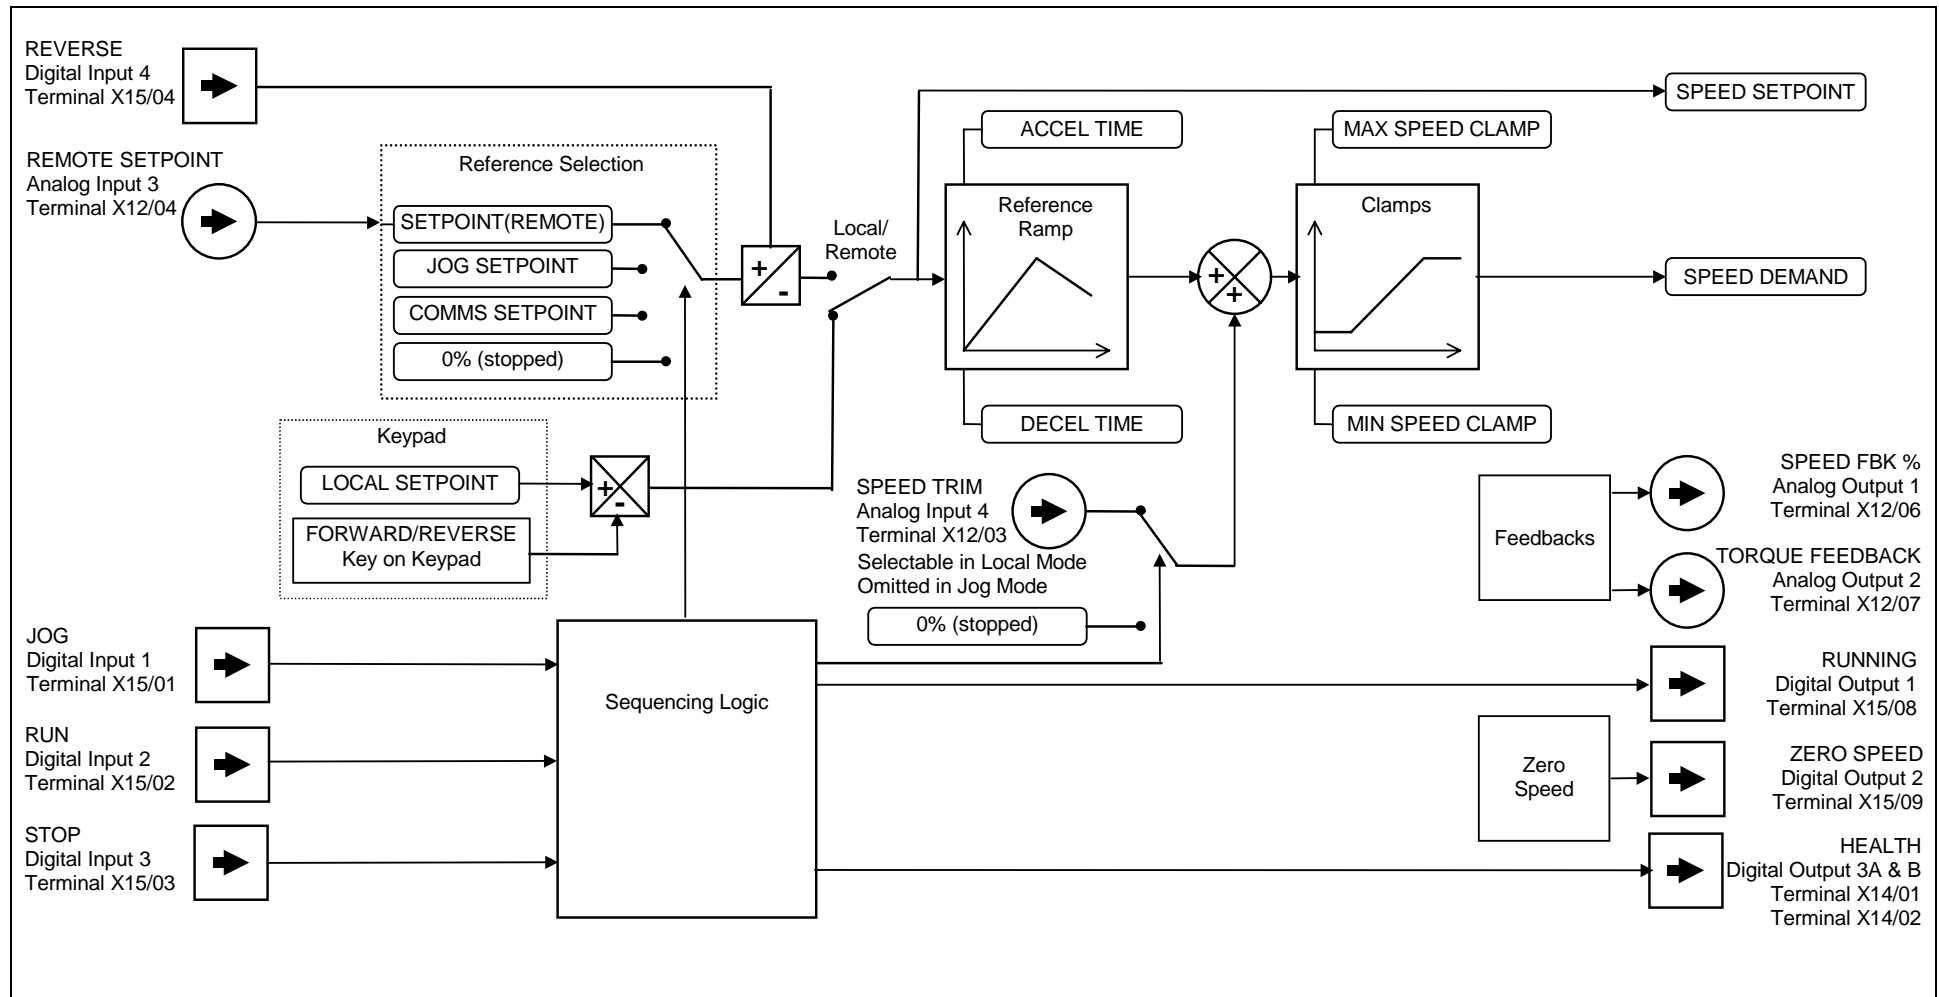 REVERSE
Digital Input 4
Terminal X15/04
REMOTE SETPOINT
Analog Input 3
Terminal X12/04
Reference Selection
SETPOINT(REMOTE)
JOG SETPOINT
COMMS SETPOINT
0% (stopped)
+
-
Local/
Remote
SPEED SETPOINT
ACCEL TIME
Reference
Ramp
DECEL TIME
+
+
MAX SPEED CLAMP
Clamps
MIN SPEED CLAMP
SPEED DEMAND
Keypad
LOCAL SETPOINT
FORWARD/REVERSE
Key on Keypad
+
-
SPEED TRIM
Analog Input 4
Terminal X12/03
Selectable in Local Mode
Omitted in Jog Mode
0% (stopped)
Feedbacks
SPEED FBK %
Analog Output 1
Terminal X12/06
TORQUE FEEDBACK
Analog Output 2
Terminal X12/07
JOG
Digital Input 1
Terminal X15/01
RUN
Digital Input 2
Terminal X15/02
STOP
Digital Input 3
Terminal X15/03
Sequencing Logic
RUNNING
Digital Output 1
Terminal X15/08
Zero
Speed
ZERO SPEED
Digital Output 2
Terminal X15/09
HEALTH
Digital Output 3A & B
Terminal X14/01
Terminal X14/02